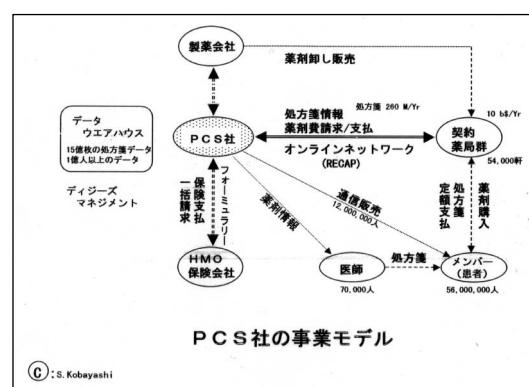 製薬会社
薬剤卸し販売
データ
ウエアハウス
15億枚の処方箋データ
1億人以上のデータ
ディジーズ
マネジメント
PCS社
処方箋情報
処方箋 260 M/Yr
薬剤費請求/支払
オンラインネットワーク
(RECAP)
10 b$/Yr
契約
薬局群
54,000軒
保険支払
一括請求
フォーミュラリー
薬剤情報
通信販売
12,000,000人
定額支払
処方箋
薬剤購入
HMO
保険会社
医師
70,000人
処方箋
メンバー
(患者)
56,000,000人
PCS社の事業モデル
C:S.Kobayashi